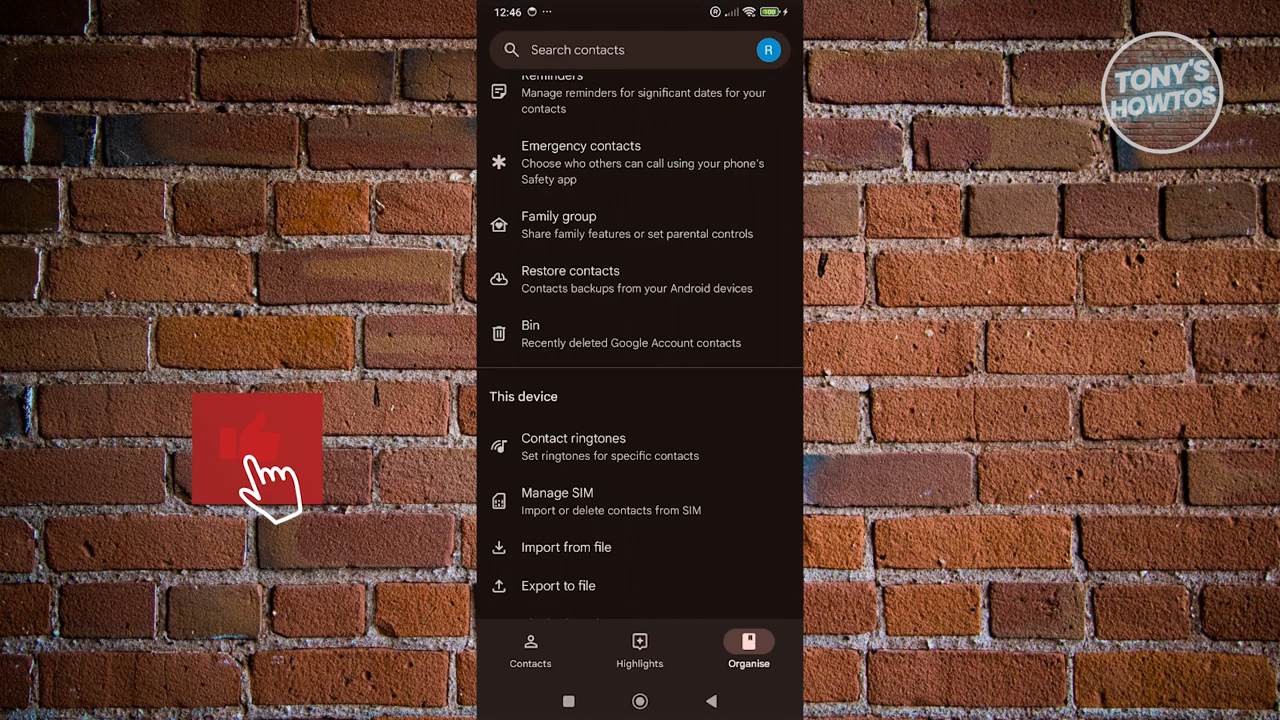 12:46
100
Search contacts
R
Reminders
Manage reminders for significant dates for your
contacts
Emergency contacts
Choose who others can call using your phone's
Safety app
Family group
Share family features or set parental controls
Restore contacts
Contacts backups from your Android devices
Bin
Recently deleted Google Account contacts
This device
Contact ringtones
Set ringtones for specific contacts
Manage SIM
Import or delete contacts from SIM
Import from file
Export to file
Contacts
Highlights
Organise
TONY'S
HOWTOS